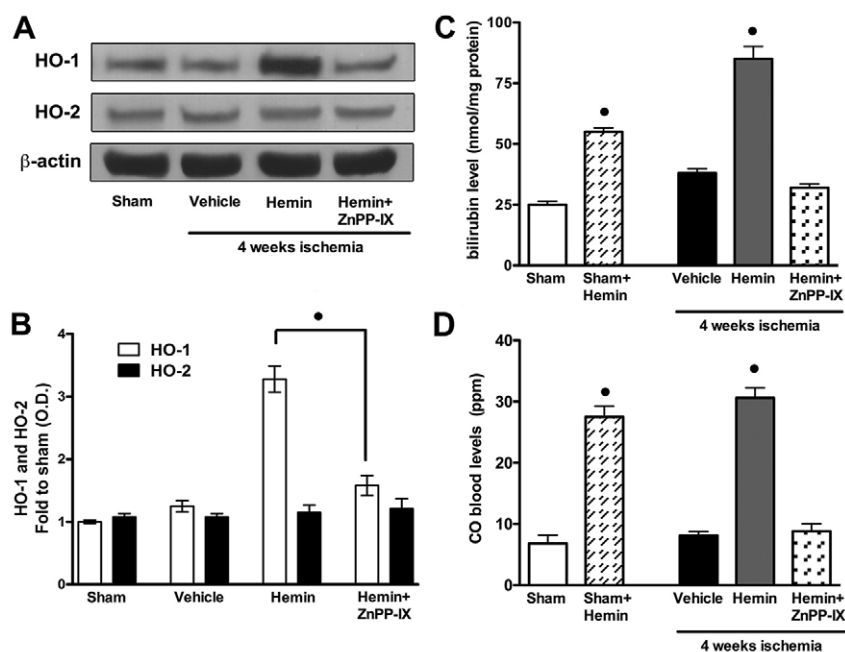 A
HO-1
HO-2
β-actin
Sham
Vehicle
Hemin
Hemin+
ZnPP-IX
4 weeks ischemia
B
HO-1 and HO-2
Fold to sham (O.D.)
4
3
2
1
0
HO-1
HO-2
Sham
Vehicle
Hemin
Hemin+
ZnPP-IX
C
bilirubin level (nmol/mg protein)
100
75
50
25
0
Sham
Sham+
Hemin
Vehicle
Hemin
Hemin+
ZnPP-IX
4 weeks ischemia
D
CO blood levels (ppm)
40
30
20
10
0
Sham
Sham+
Hemin
Vehicle
Hemin
Hemin+
ZnPP-IX
4 weeks ischemia